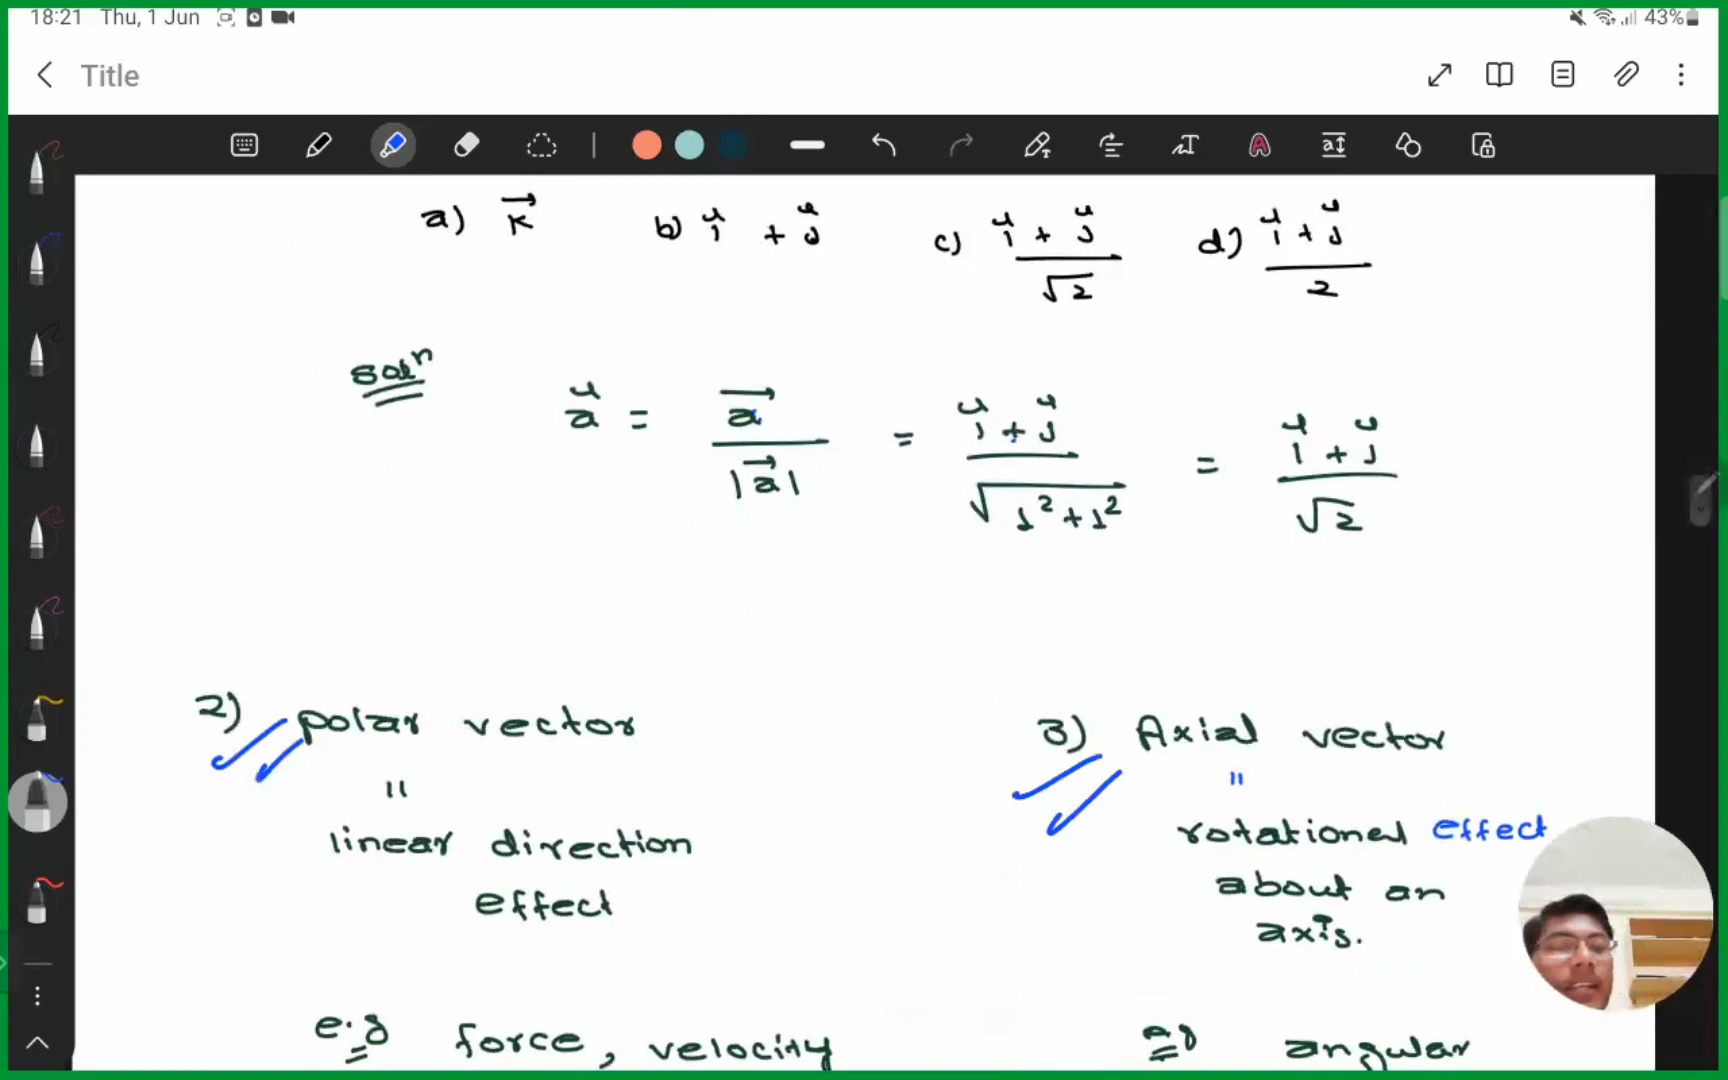 18:21 Thu, 1 Jun 43%
Title
a) k⃗ b) î + ĵ c) (î + ĵ)/√2 d) (î + ĵ)/2
solⁿ
â = a⃗/|a⃗| = (î + ĵ)/√(1² + 1²) = (î + ĵ)/√2
2) polar vector
"
linear direction
effect
e.g force, velocity
3) Axial vector
"
rotational effect
about an
axis.
e.g angular